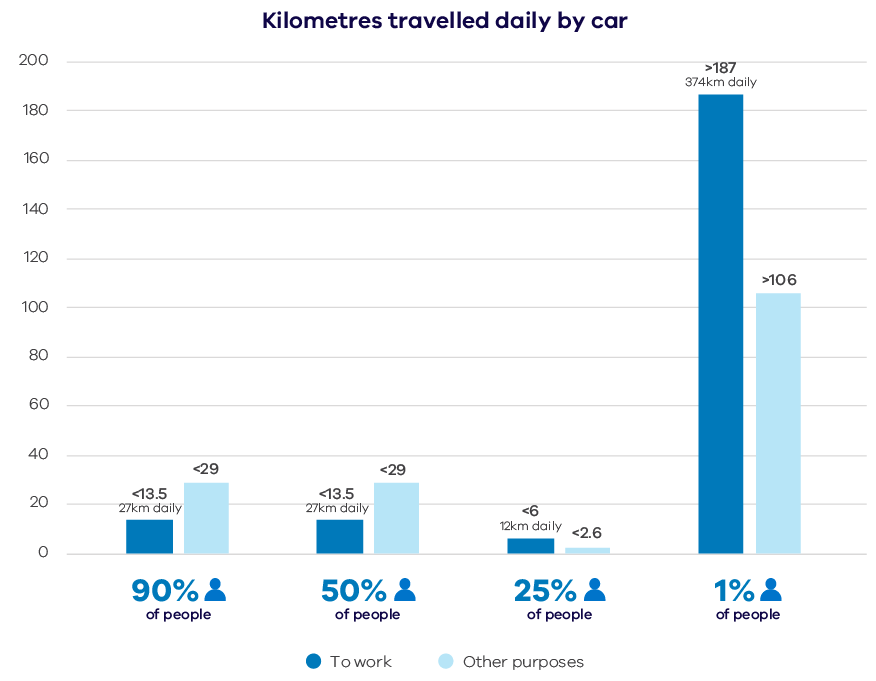 Kilometres travelled daily by car
200
180
160
140
120
100
80
60
40
20
0
<13.5
27km daily
<29
<13.5
27km daily
<29
<6
12km daily
<2.6
>187
374km daily
>106
90%
of people
50%
of people
25%
of people
1%
of people
To work
Other purposes